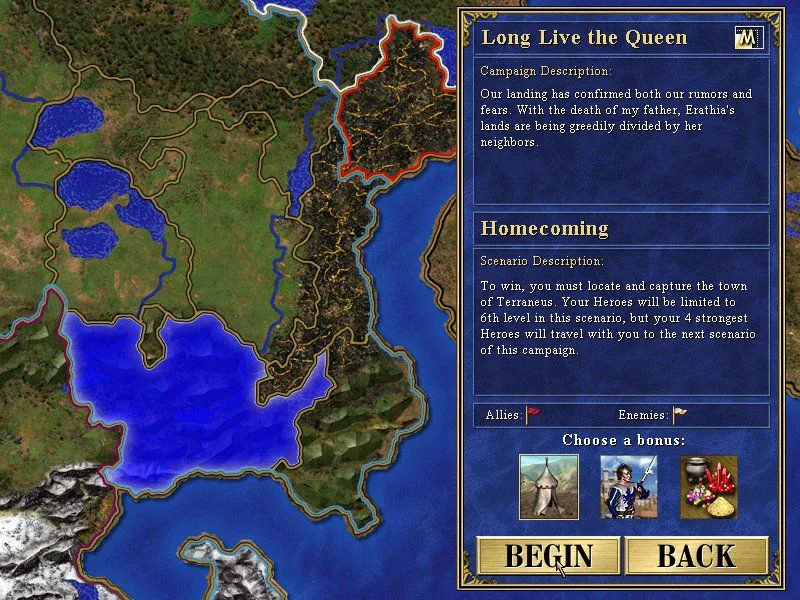 Long Live the Queen
M
Campaign Description:
Our landing has confirmed both our rumors and
fears. With the death of my father, Erathia's
lands are being greedily divided by her
neighbors.
Homecoming
Scenario Description:
To win, you must locate and capture the town
of Terraneus. Your Heroes will be limited to
6th level in this scenario, but your 4 strongest
Heroes will travel with you to the next scenario
of this campaign.
Allies: Enemies:
Choose a bonus:
BEGIN BACK